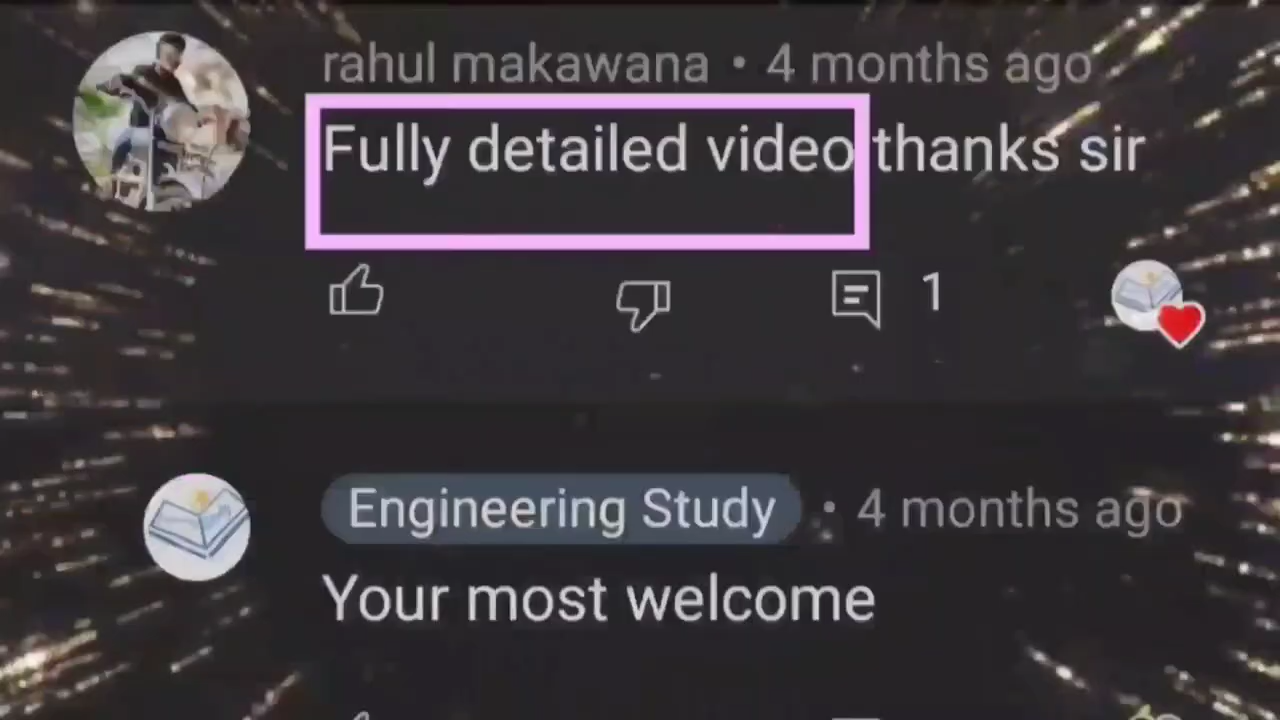 rahul makawana • 4 months ago
Fully detailed video thanks sir
1
Engineering Study • 4 months ago
Your most welcome